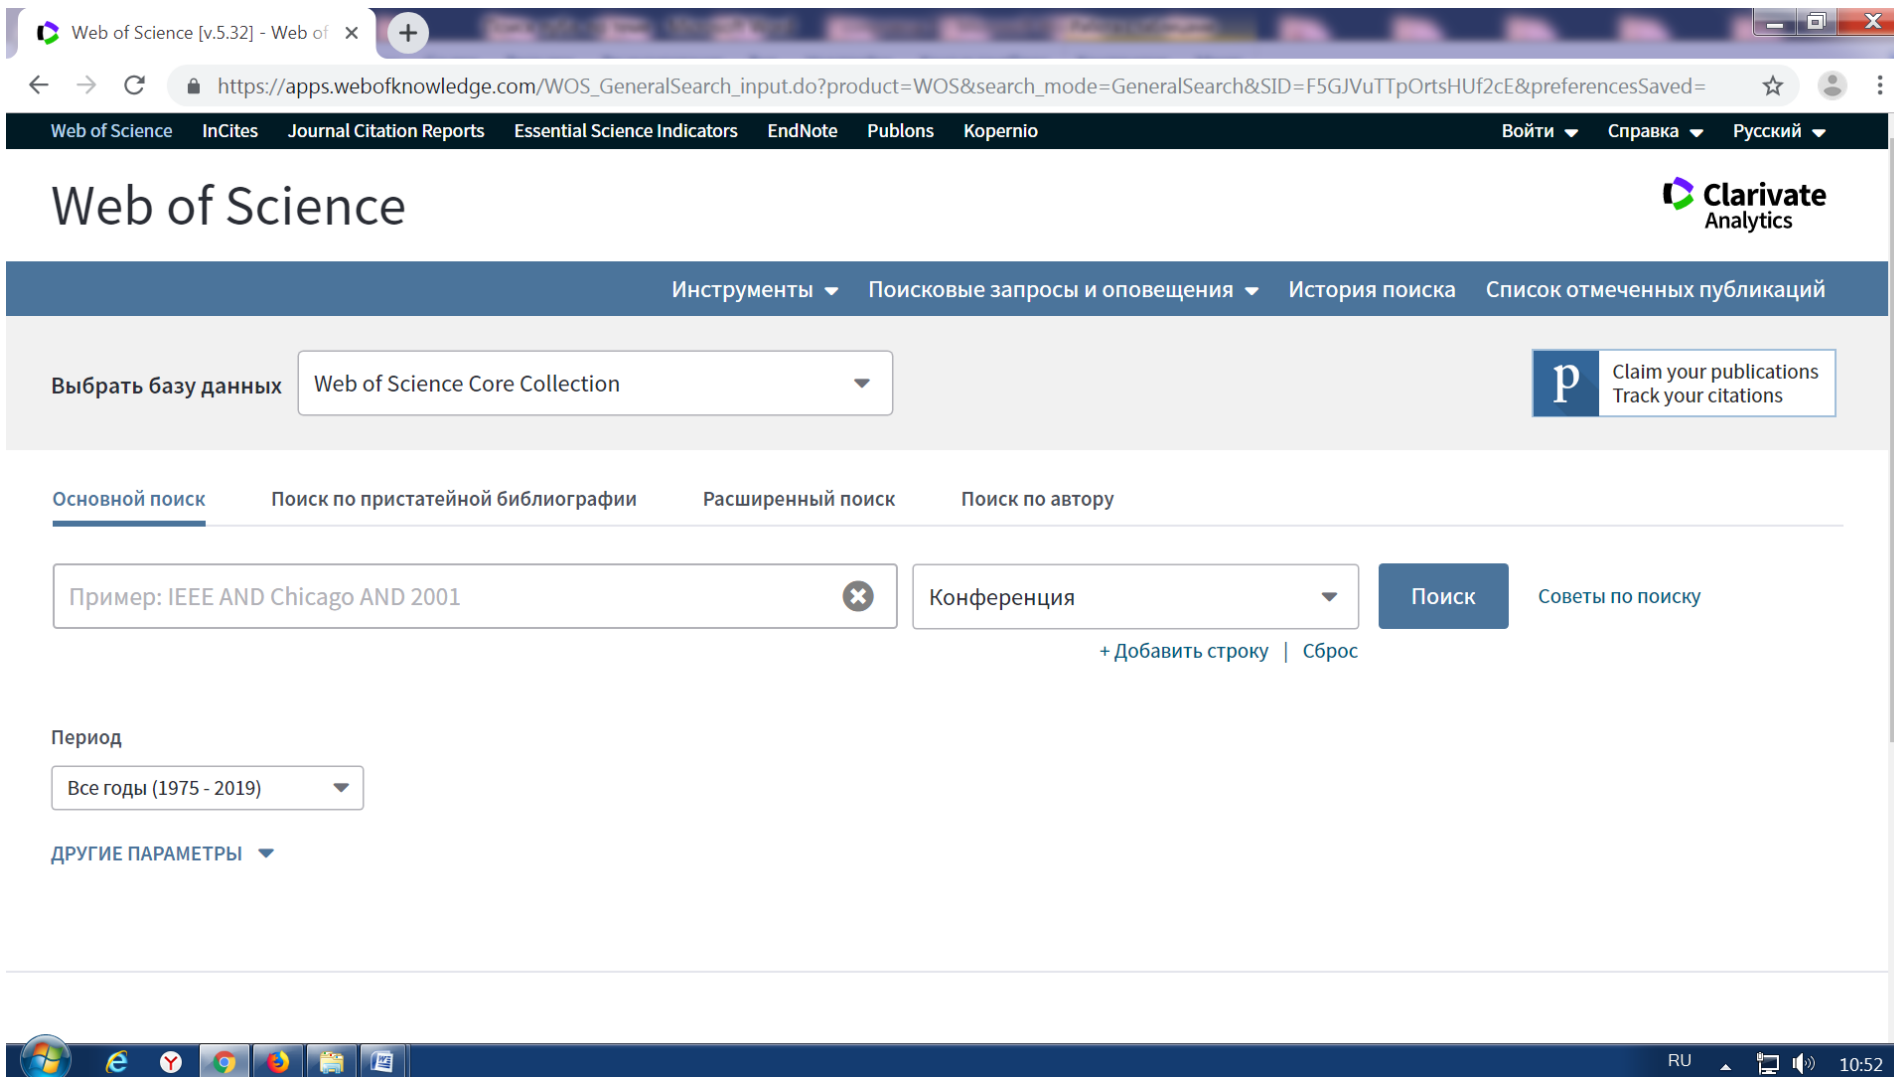 Web of Science [v.5.32] - Web of
https://apps.webofknowledge.com/WOS_GeneralSearch_input.do?product=WOS&search_mode=GeneralSearch&SID=F5GJVuTTpOrtsHUf2cE&preferencesSaved=
Web of Science InCites Journal Citation Reports Essential Science Indicators EndNote Publons Kopernio Войти Справка Русский
Web of Science
Clarivate
Analytics
Инструменты Поисковые запросы и оповещения История поиска Список отмеченных публикаций
Выбрать базу данных Web of Science Core Collection
p
Claim your publications
Track your citations
Основной поиск Поиск по пристатейной библиографии Расширенный поиск Поиск по автору
Пример: IEEE AND Chicago AND 2001 Конференция Поиск Советы по поиску
+ Добавить строку | Сброс
Период
Все годы (1975 - 2019)
ДРУГИЕ ПАРАМЕТРЫ
RU 10:52